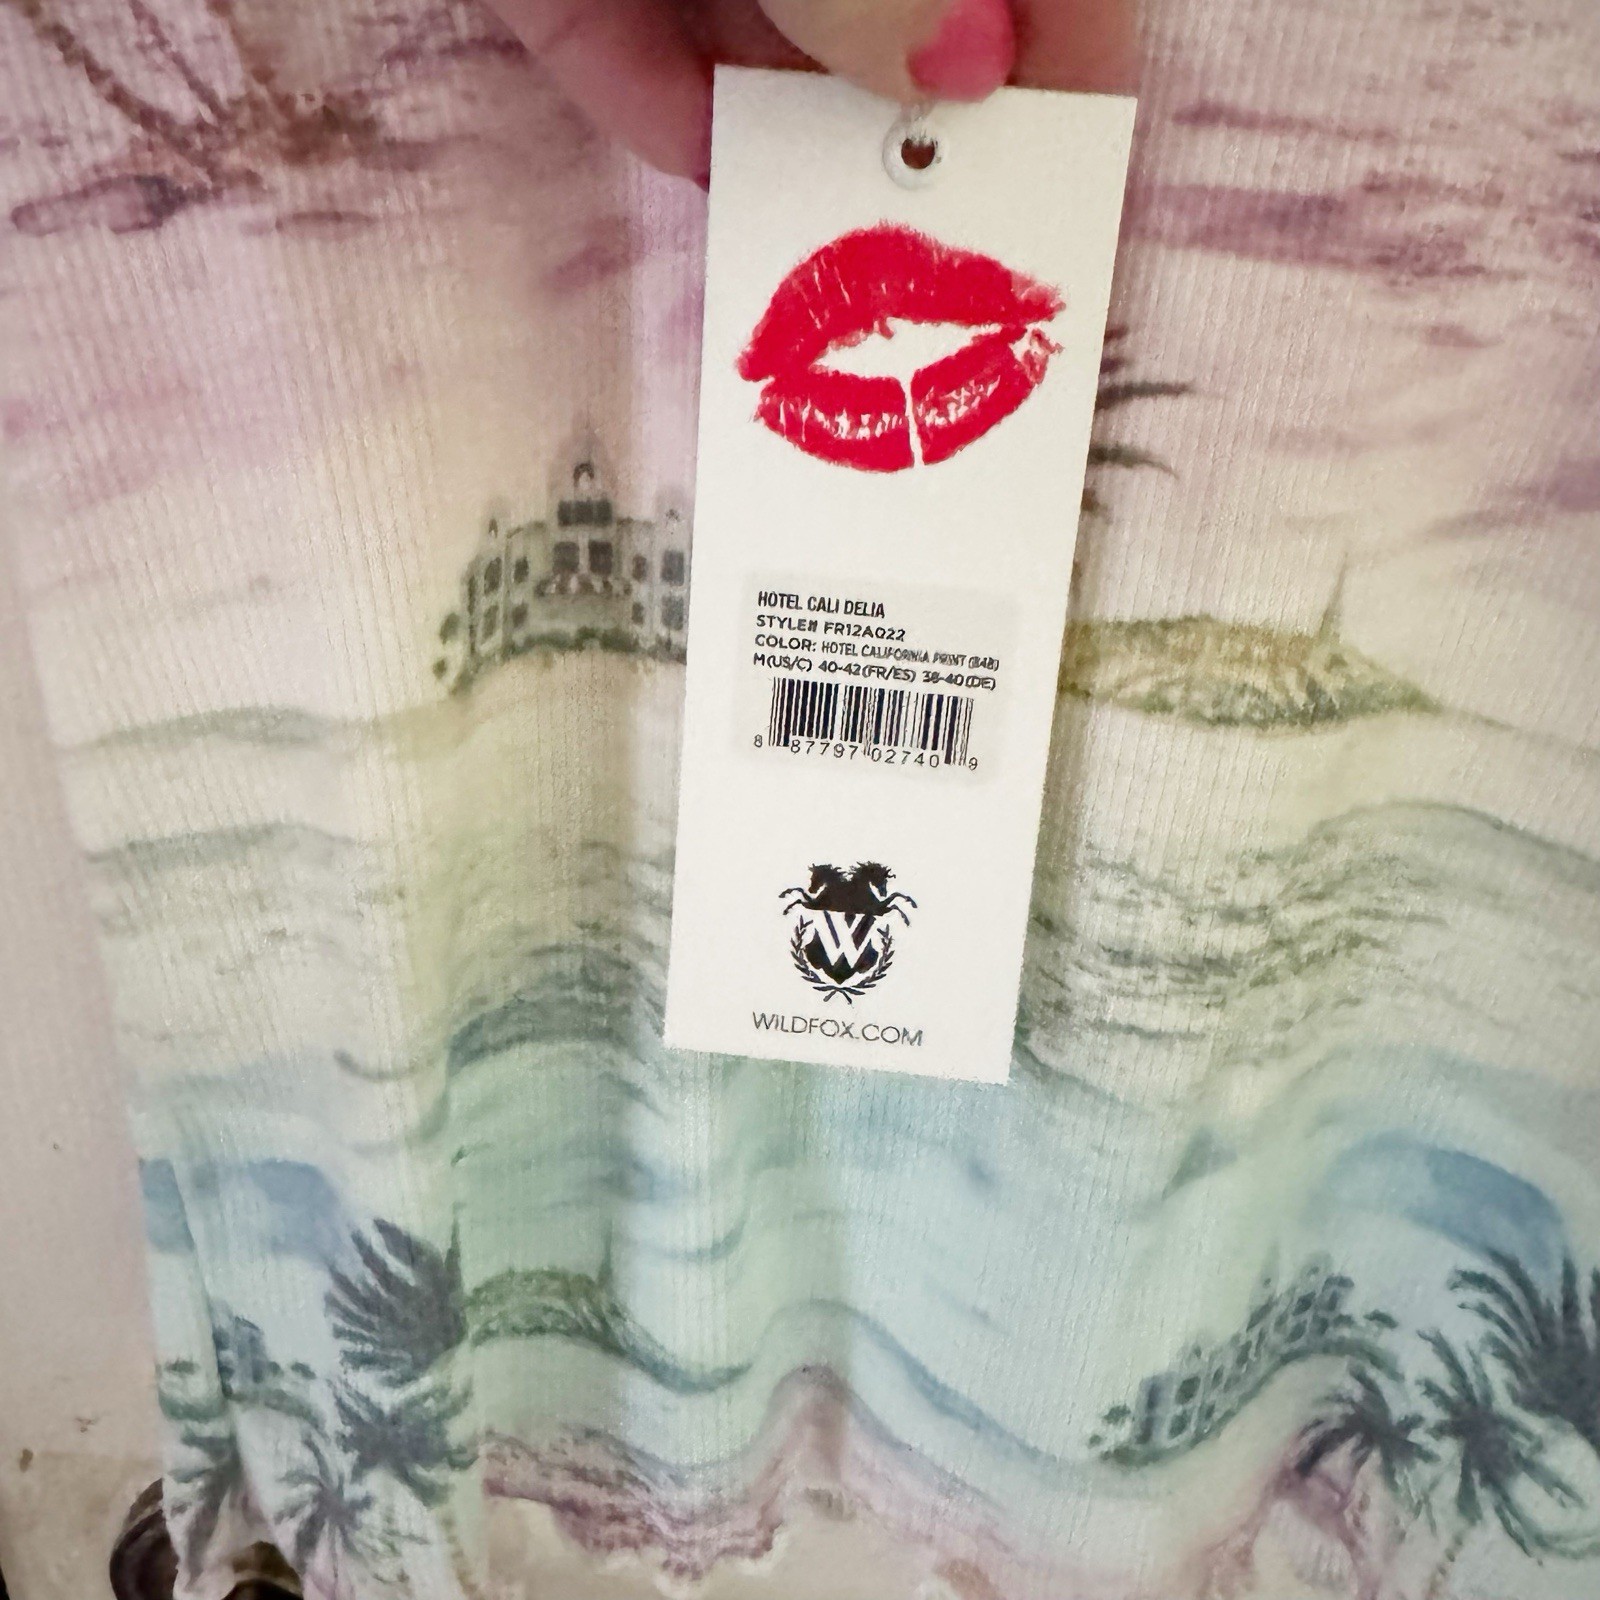 HOTEL CALI DELIA
STYLE# FR12AQ22
COLOR: HOTEL CALIFORNIA PRINT (B4B)
M(US/C) 40-42(FR/ES) 38-40(DE)
8 87797 02740 9
W
WILDFOX.COM